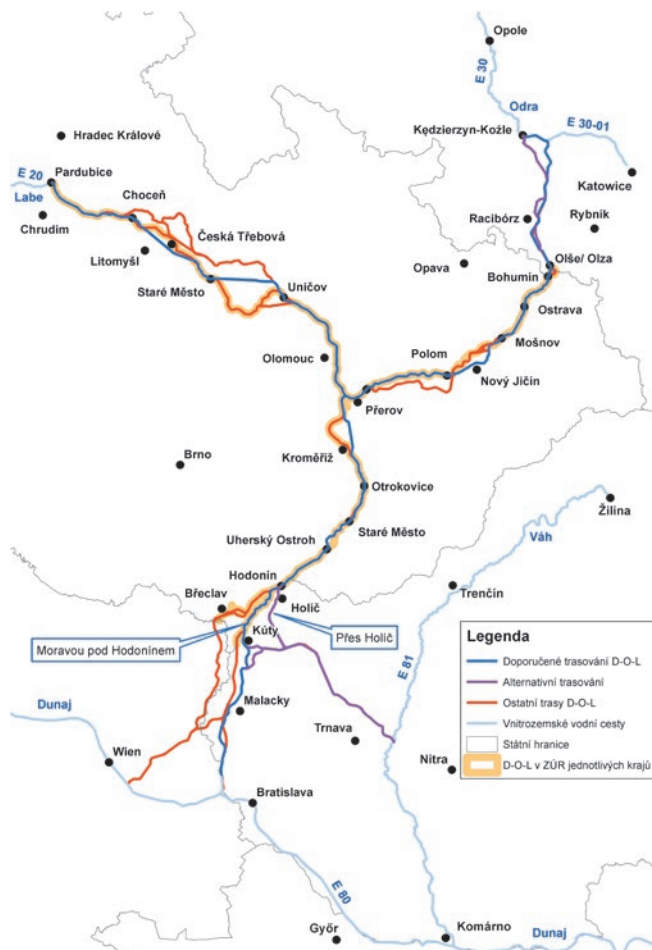 Opole
E 30
Odra
Kędzierzyn-Koźle
E 30-01
Hradec Králové
Katowice
E 20
Pardubice
Labe
Choceň
Chrudim
Racibórz
Rybnik
Česká Třebová
Litomyšl
Olše/ Olza
Opava
Bohumín
Staré Město
Uničov
Ostrava
Mošnov
Olomouc
Polom
Nový Jičín
Přerov
Brno
Kroměříž
Otrokovice
Žilina
Staré Město
Váh
Uherský Ostroh
Hodonín
Trenčín
Břeclav
Holíč
Přes Holíč
Kúty
Moravou pod Hodonínem
E 81
Legenda
Doporučené trasování D-O-L
Alternativní trasování
Ostatní trasy D-O-L
Vnitrozemské vodní cesty
Státní hranice
D-O-L v ZÚR jednotlivých krajů
Dunaj
Malacky
Trnava
Wien
Nitra
Bratislava
E 80
Győr
Komárno
Dunaj